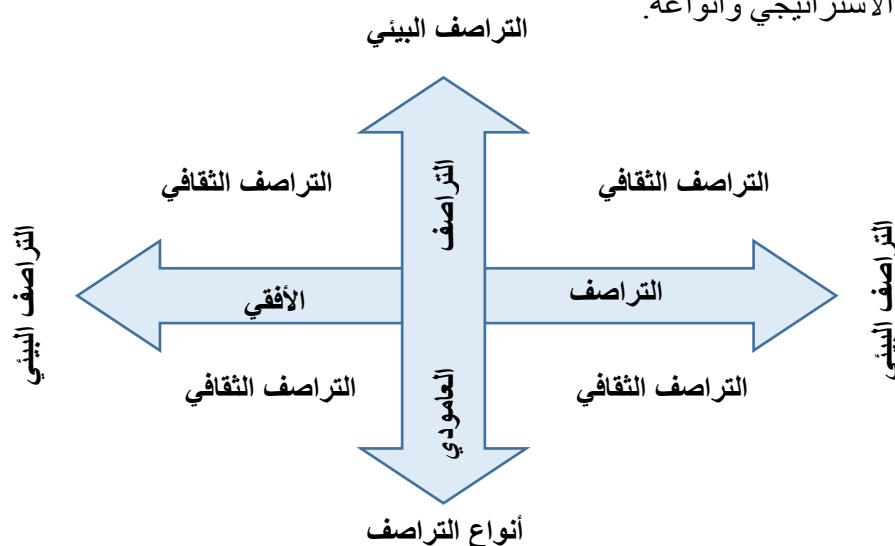 الاستراتيجي وأنواعه.
التراصف البيئي
التراصف الثقافي
التراصف الثقافي
التراصف
العامودي
التراصف
الأفقي
التراصف البيئي
التراصف البيئي
التراصف الثقافي
التراصف الثقافي
أنواع التراصف